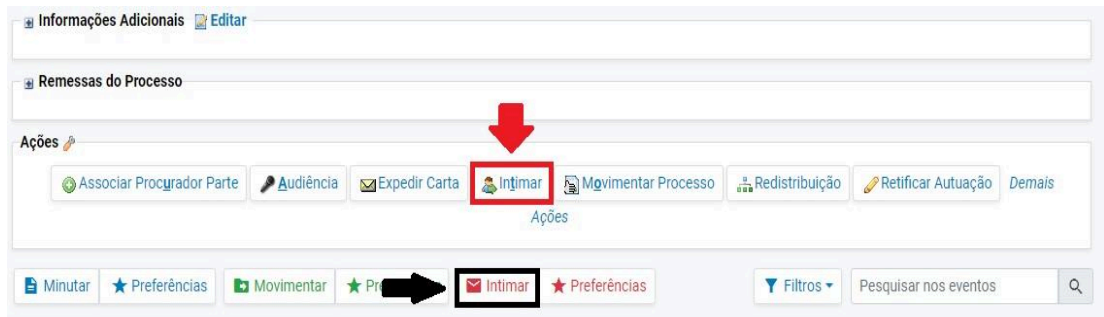 Informações Adicionais Editar
Remessas do Processo
Ações
Associar Procurador Parte Audiência Expedir Carta Intimar Movimentar Processo Redistribuição Retificar Autuação Demais
Ações
Minutar Preferências Movimentar Intimar Preferências Filtros Pesquisar nos eventos